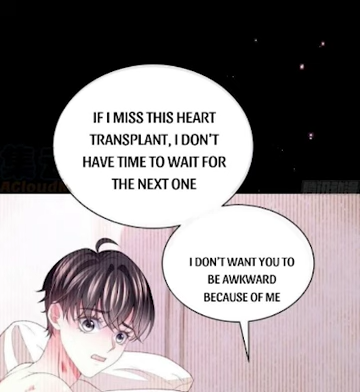 IF I MISS THIS HEART
TRANSPLANT, I DON'T
HAVE TIME TO WAIT FOR
THE NEXT ONE
I DON'T WANT YOU TO
BE AWKWARD
BECAUSE OF ME